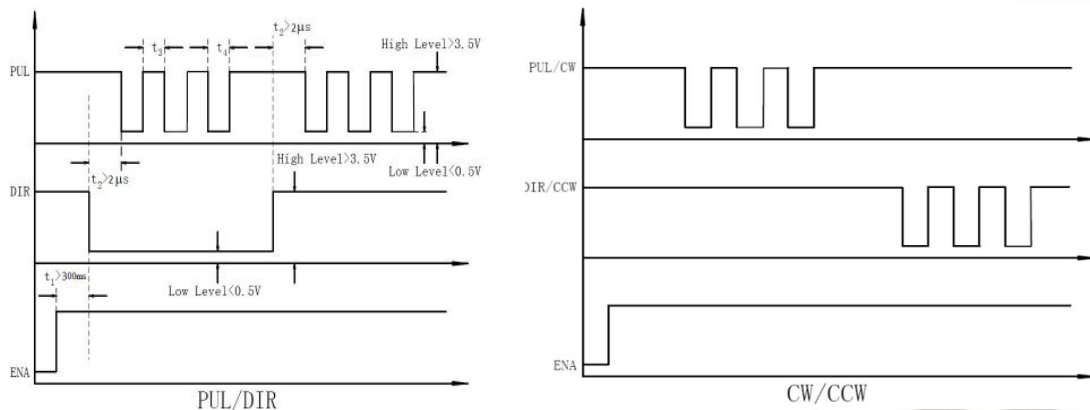 t2>2μs
t3
t4
High Level>3.5V
PUL
PUL/CW
High Level>3.5V
Low Level<0.5V
t2>2μs
DIR
DIR/CCW
t1>300ms
Low Level<0.5V
ENA
ENA
PUL/DIR
CW/CCW